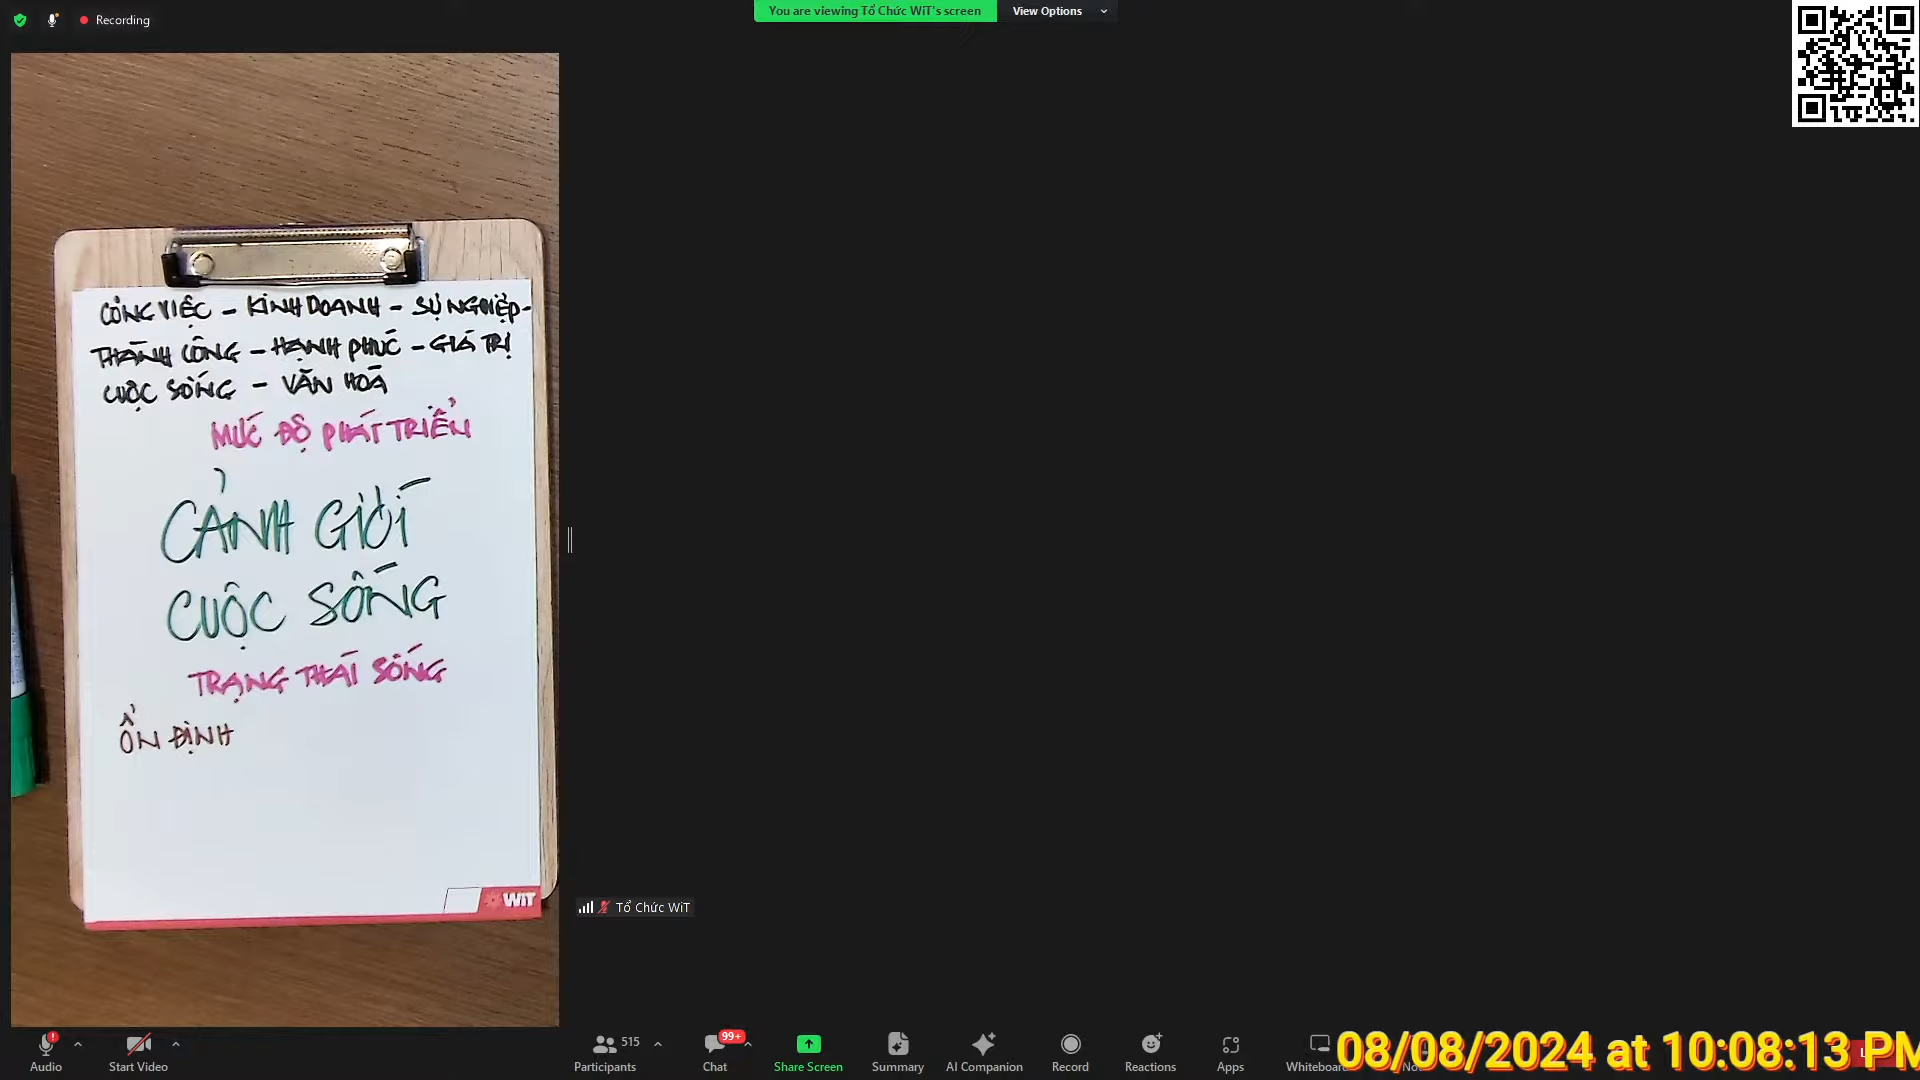 Recording
You are viewing Tổ Chức WiT's screen
View Options
CÔNG VIỆC - KINH DOANH - SỰ NGHIỆP -
THÀNH CÔNG - HẠNH PHÚC - GIÁ TRỊ
CUỘC SỐNG - VĂN HOÁ
MỨC ĐỘ PHÁT TRIỂN
CẢNH GIỚI
CUỘC SỐNG
TRẠNG THÁI SỐNG
ỔN ĐỊNH
WiT
Tổ Chức WiT
Audio
Start Video
515
Participants
99+
Chat
Share Screen
Summary
AI Companion
Record
Reactions
Apps
08/08/2024 at 10:08:13 PM